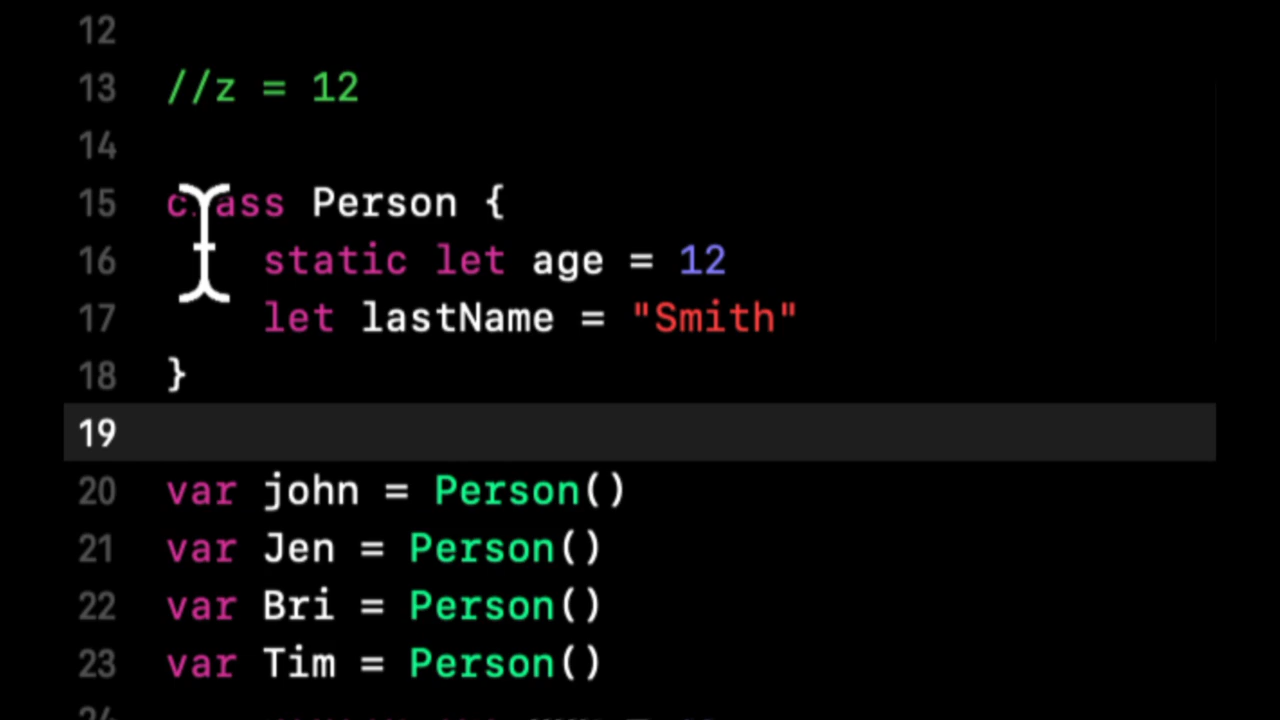 12
13 //z = 12
14
15 class Person {
16     static let age = 12
17     let lastName = "Smith"
18 }
19
20 var john = Person()
21 var Jen = Person()
22 var Bri = Person()
23 var Tim = Person()